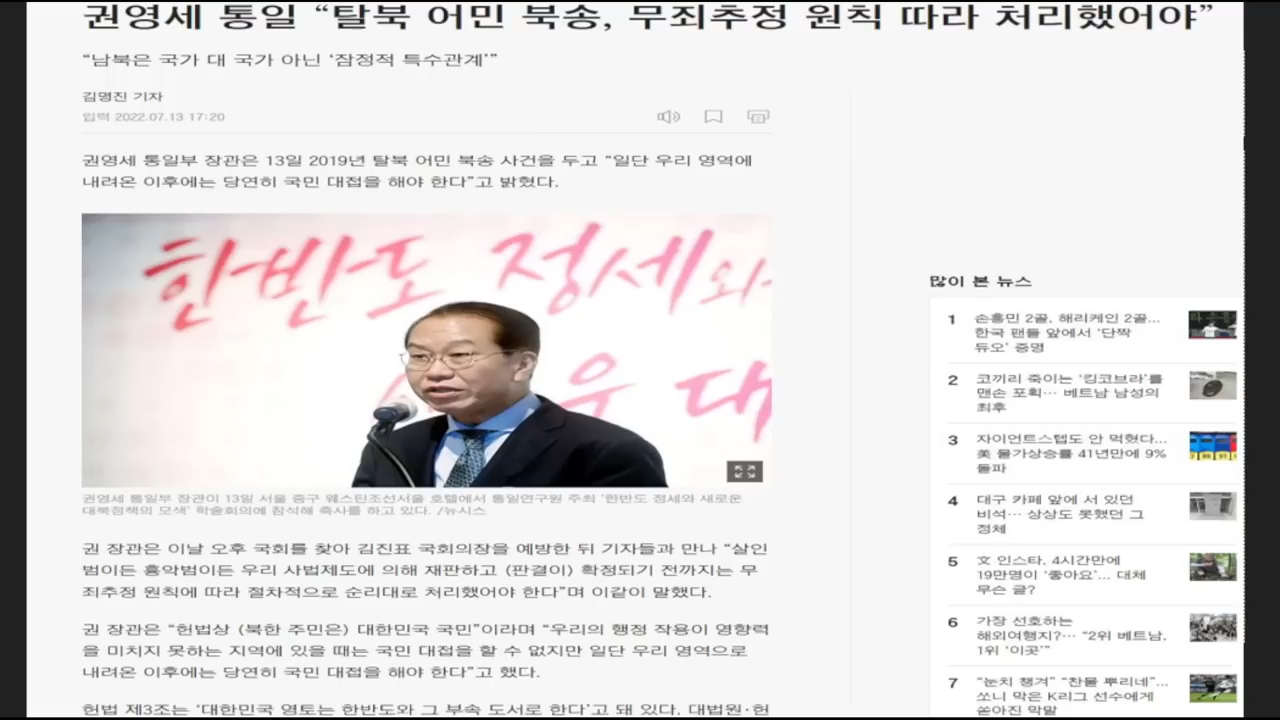 권영세 통일 “탈북 어민 북송, 무죄추정 원칙 따라 처리했어야”
“남북은 국가 대 국가 아닌 ‘잠정적 특수관계’”
김명진 기자
입력 2022.07.13 17:20
권영세 통일부 장관은 13일 2019년 탈북 어민 북송 사건을 두고 “일단 우리 영역에
내려온 이후에는 당연히 국민 대접을 해야 한다”고 밝혔다.
한반도 정세와
운 대
권영세 통일부 장관이 13일 서울 중구 웨스틴조선서울 호텔에서 통일연구원 주최 ‘한반도 정세와 새로운
대북정책의 모색’ 학술회의에 참석해 축사를 하고 있다. /뉴시스
권 장관은 이날 오후 국회를 찾아 김진표 국회의장을 예방한 뒤 기자들과 만나 “살인
범이든 흉악범이든 우리 사법제도에 의해 재판하고 (판결이) 확정되기 전까지는 무
죄추정 원칙에 따라 절차적으로 순리대로 처리했어야 한다”며 이같이 말했다.
권 장관은 “헌법상 (북한 주민은) 대한민국 국민”이라며 “우리의 행정 작용이 영향력
을 미치지 못하는 지역에 있을 때는 국민 대접을 할 수 없지만 일단 우리 영역으로
내려온 이후에는 당연히 국민 대접을 해야 한다”고 했다.
헌법 제3조는 ‘대한민국 영토는 한반도와 그 부속 도서로 한다’고 돼 있다. 대법원·헌
많이 본 뉴스
1 손흥민 2골, 해리케인 2골...
한국 팬들 앞에서 ‘단짝
듀오’ 증명
2 코끼리 죽이는 ‘킹코브라’를
맨손 포획… 베트남 남성의
최후
3 자이언트스텝도 안 먹혔다...
美 물가상승률 41년만에 9%
돌파
4 대구 카페 앞에 서 있던
비석… 상상도 못했던 그
정체
5 文 인스타, 4시간만에
19만명이 ‘좋아요’... 대체
무슨 글?
6 가장 선호하는
해외여행지?… “2위 베트남,
1위 ‘이곳’”
7 “눈치 챙겨” “찬물 뿌리네”...
쏘니 막은 K리그 선수에게
쏟아진 막말